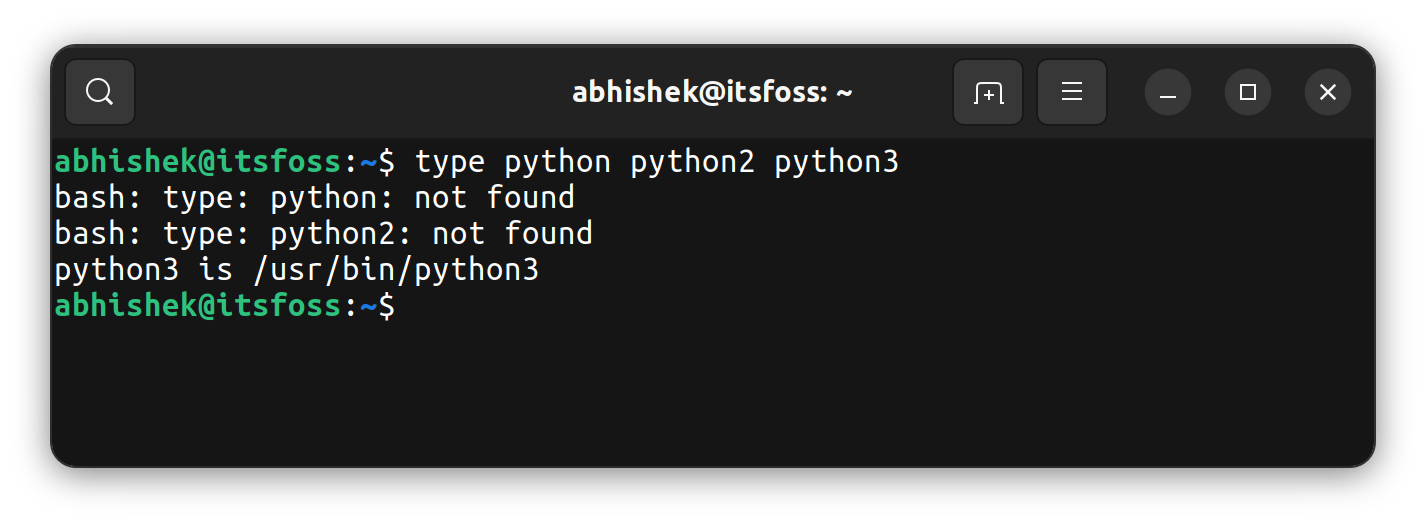 abhishek@itsfoss: ~
abhishek@itsfoss:~$ type python python2 python3
bash: type: python: not found
bash: type: python2: not found
python3 is /usr/bin/python3
abhishek@itsfoss:~$